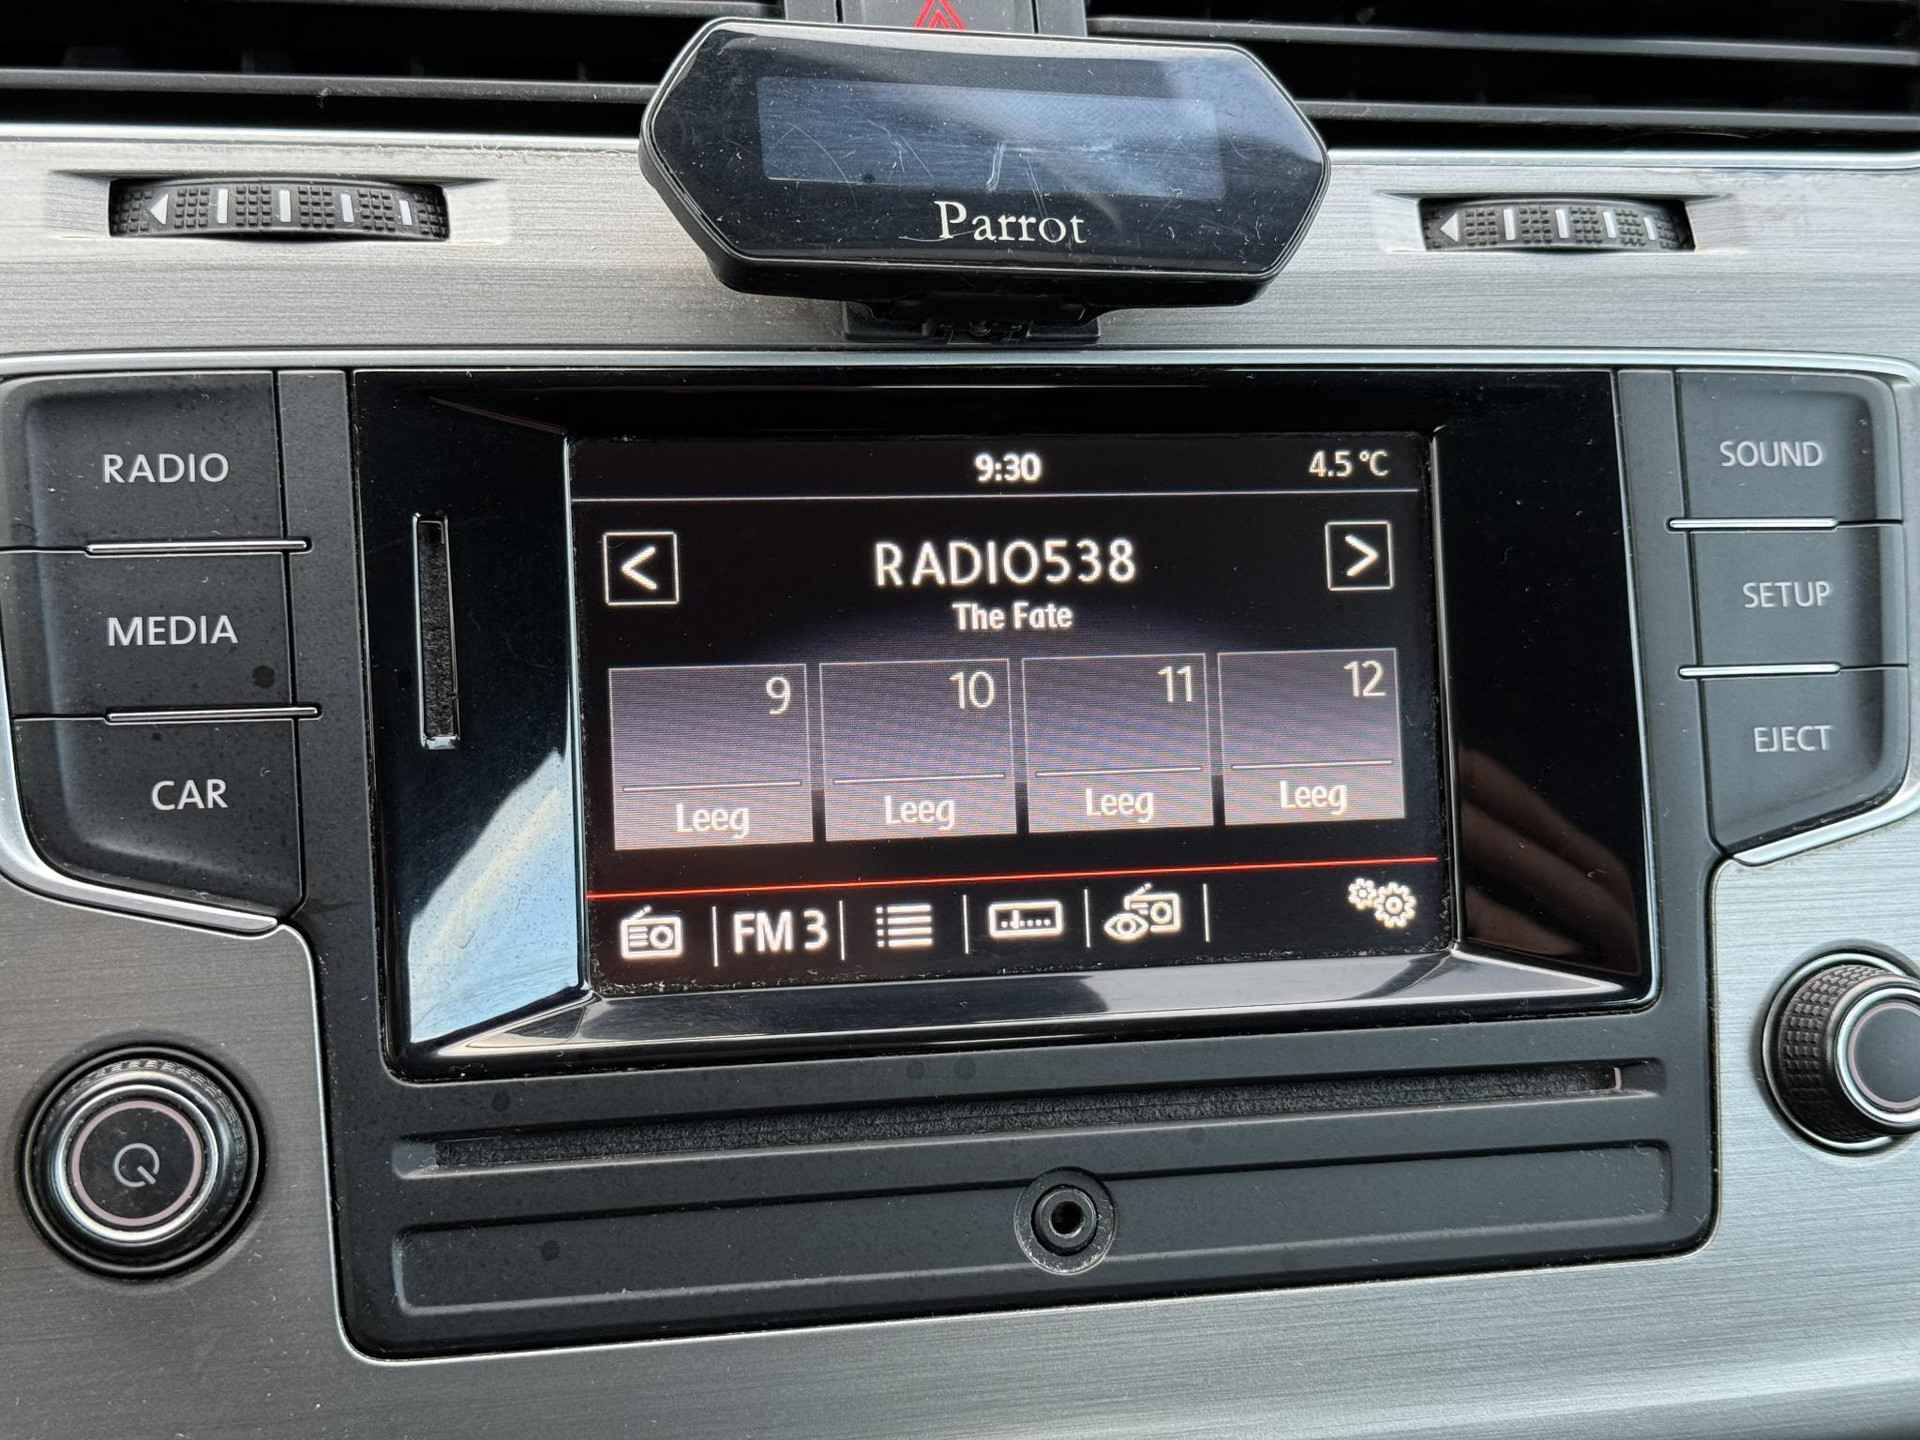 Parrot
RADIO
MEDIA
CAR
9:30
4.5 °C
RADIO538
The Fate
9
10
11
12
Leeg
Leeg
Leeg
Leeg
FM 3
SOUND
SETUP
EJECT